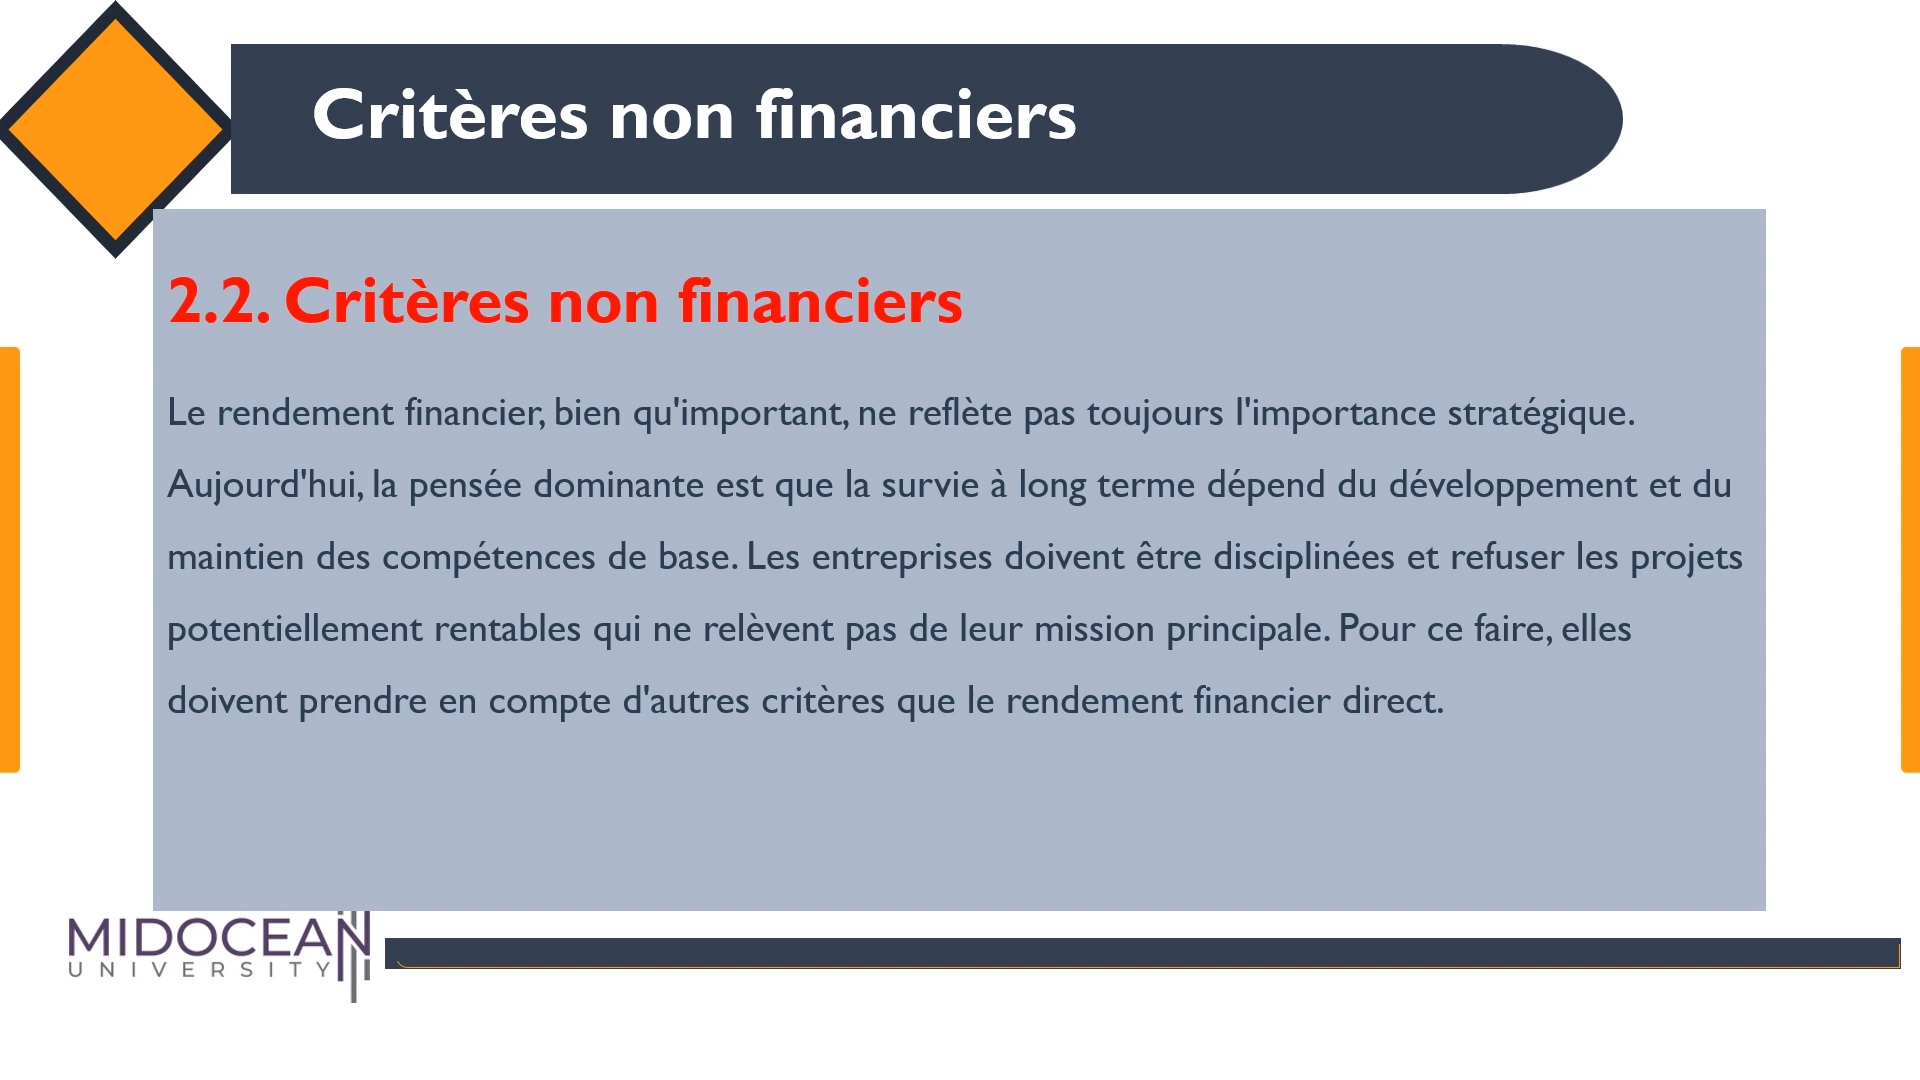 Critères non financiers
2.2. Critères non financiers
Le rendement financier, bien qu'important, ne reflète pas toujours l'importance stratégique.
Aujourd'hui, la pensée dominante est que la survie à long terme dépend du développement et du
maintien des compétences de base. Les entreprises doivent être disciplinées et refuser les projets
potentiellement rentables qui ne relèvent pas de leur mission principale. Pour ce faire, elles
doivent prendre en compte d'autres critères que le rendement financier direct.
MIDOCEAN
UNIVERSITY